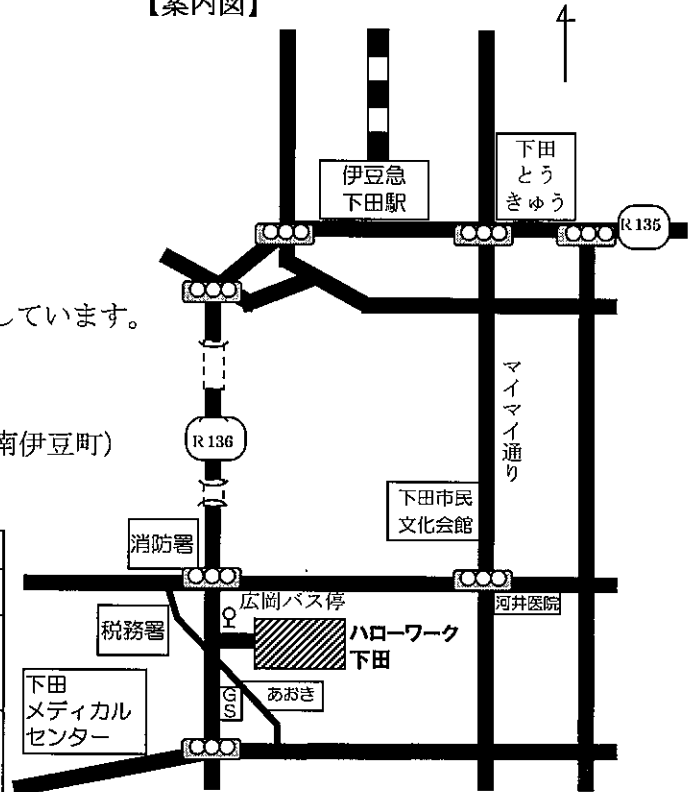 【案内図】
伊豆急
下田駅
下田
とう
きゅう
R 135
しています。
マイマイ通り
南伊豆町）
R 136
下田市民
文化会館
消防署
広岡バス停
河井医院
税務署
ハローワーク
下田
下田
メディカル
センター
G
S
あおき